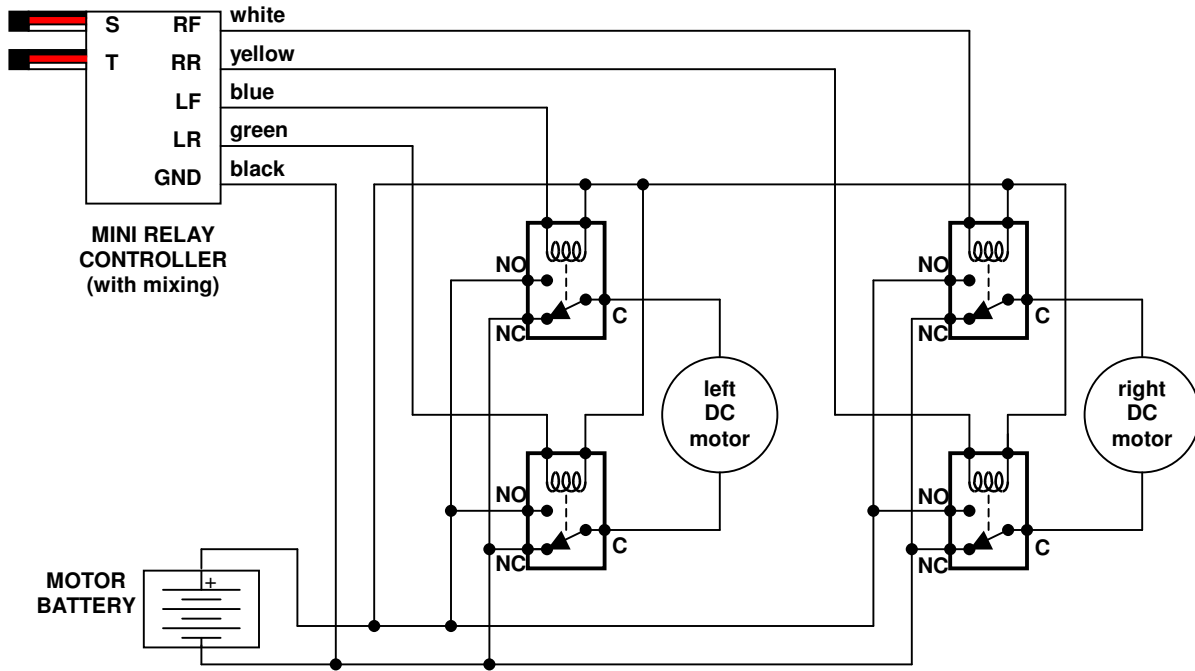 S RF white
T RR yellow
LF blue
LR green
GND black
MINI RELAY
CONTROLLER
(with mixing)
NO
NC
C
NO
NC
C
left
DC
motor
right
DC
motor
NO
NC
C
NO
NC
C
MOTOR
BATTERY
+